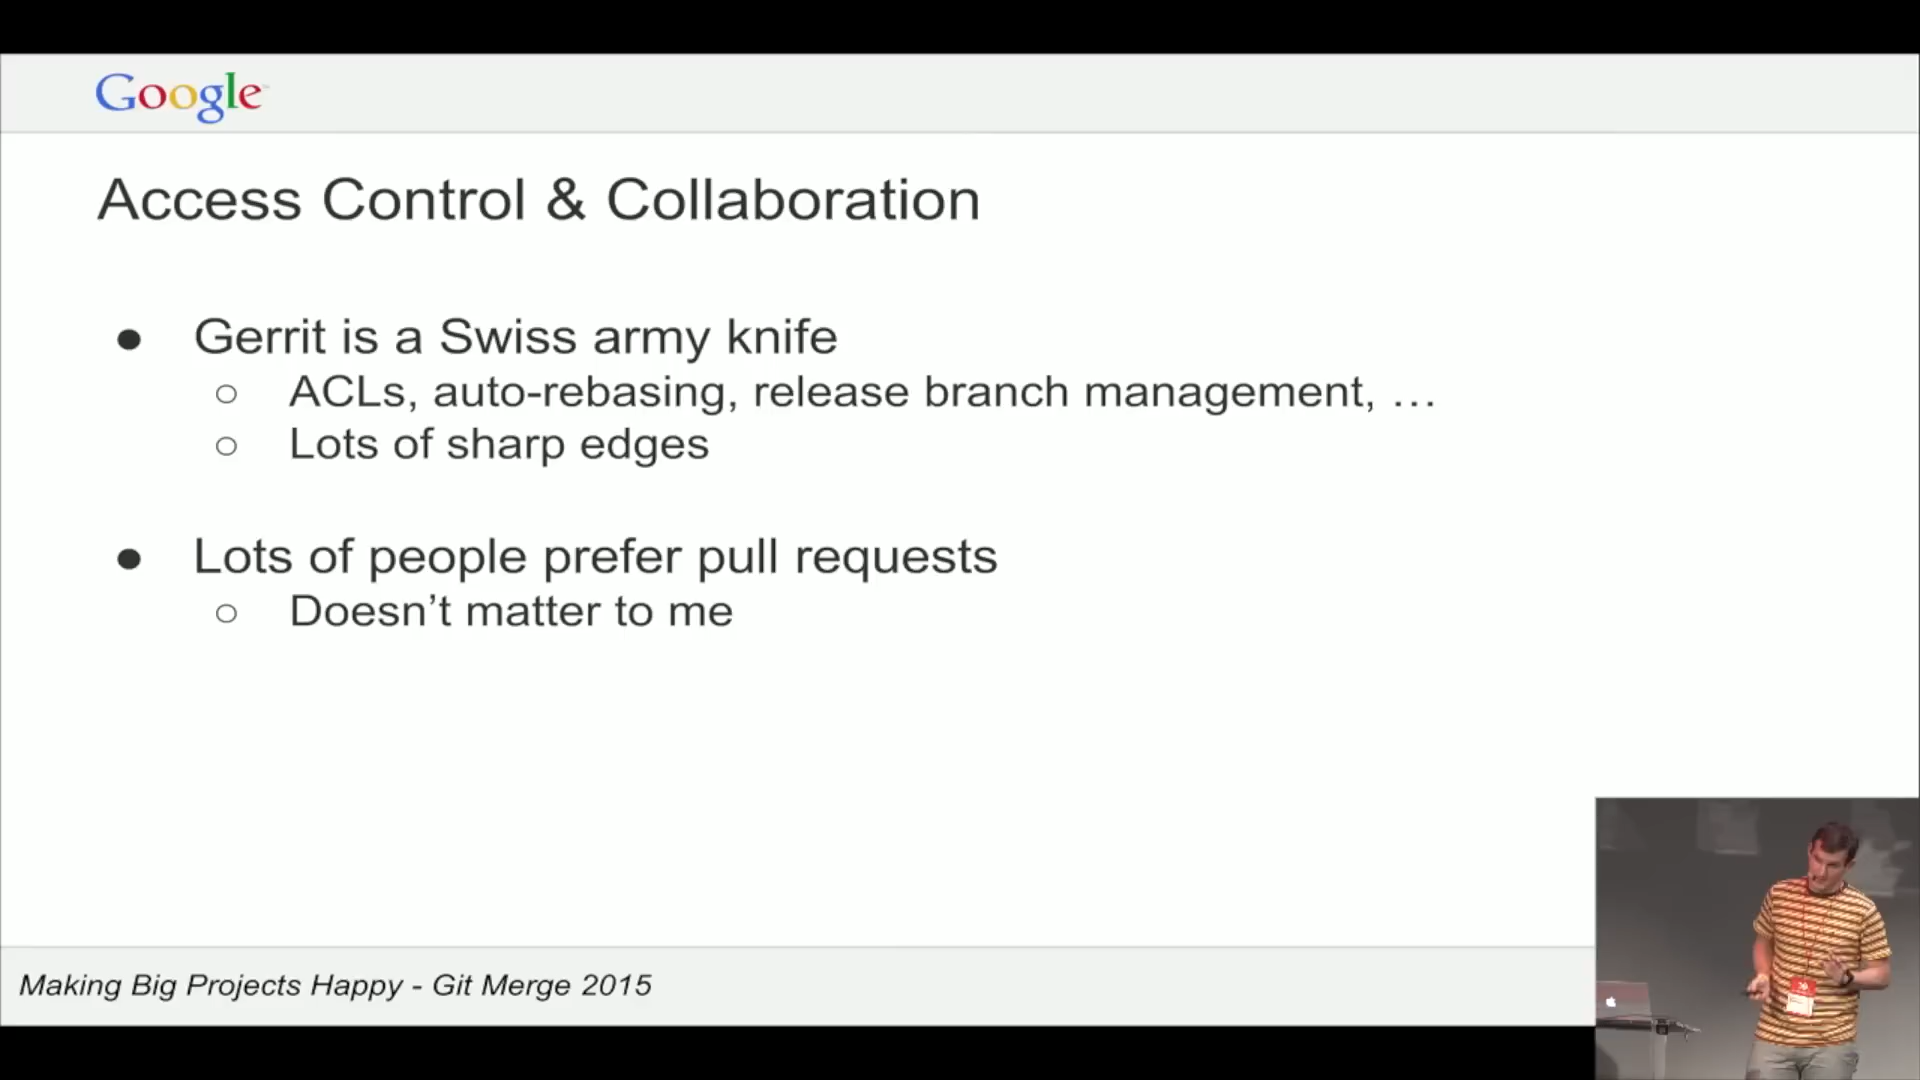 Google
Access Control & Collaboration
● Gerrit is a Swiss army knife
○ ACLs, auto-rebasing, release branch management, …
○ Lots of sharp edges
● Lots of people prefer pull requests
○ Doesn’t matter to me
Making Big Projects Happy - Git Merge 2015